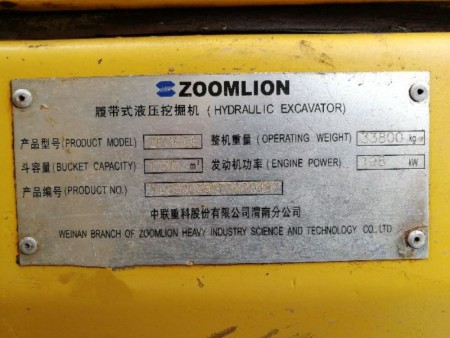 ZOOMLION
履带式液压挖掘机 (HYDRAULIC EXCAVATOR)
产品型号 (PRODUCT MODEL) 整机重量 (OPERATING WEIGHT) 33800 kg
斗容量 (BUCKET CAPACITY) m³ 发动机功率 (ENGINE POWER) kW
产品编号 (PRODUCT NO.)
中联重科股份有限公司渭南分公司
WEINAN BRANCH OF ZOOMLION HEAVY INDUSTRY SCIENCE AND TECHNOLOGY CO., LTD